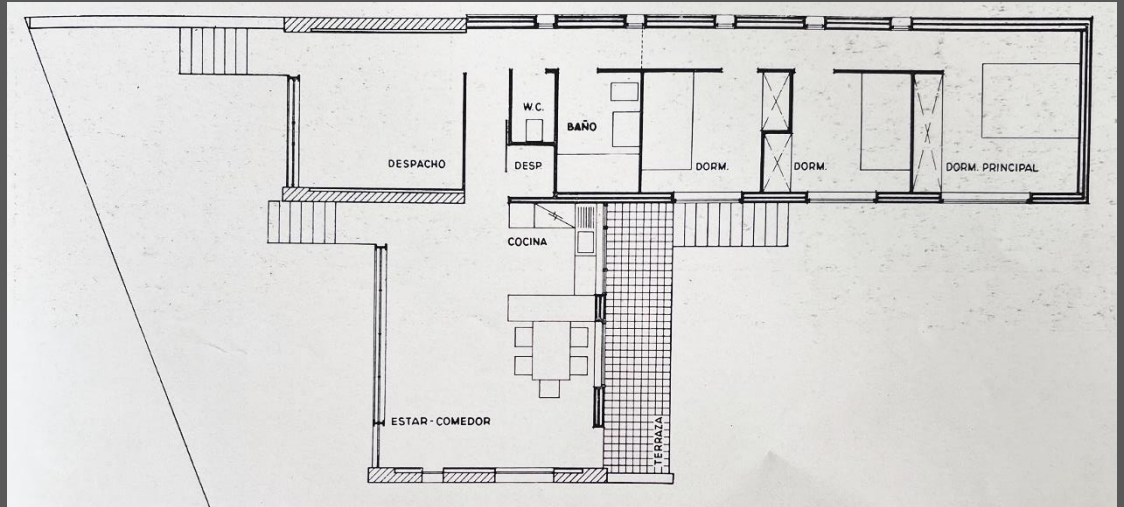 W.C.
BAÑO
DESPACHO
DESP.
DORM.
DORM.
DORM. PRINCIPAL
COCINA
ESTAR-COMEDOR
TERRAZA